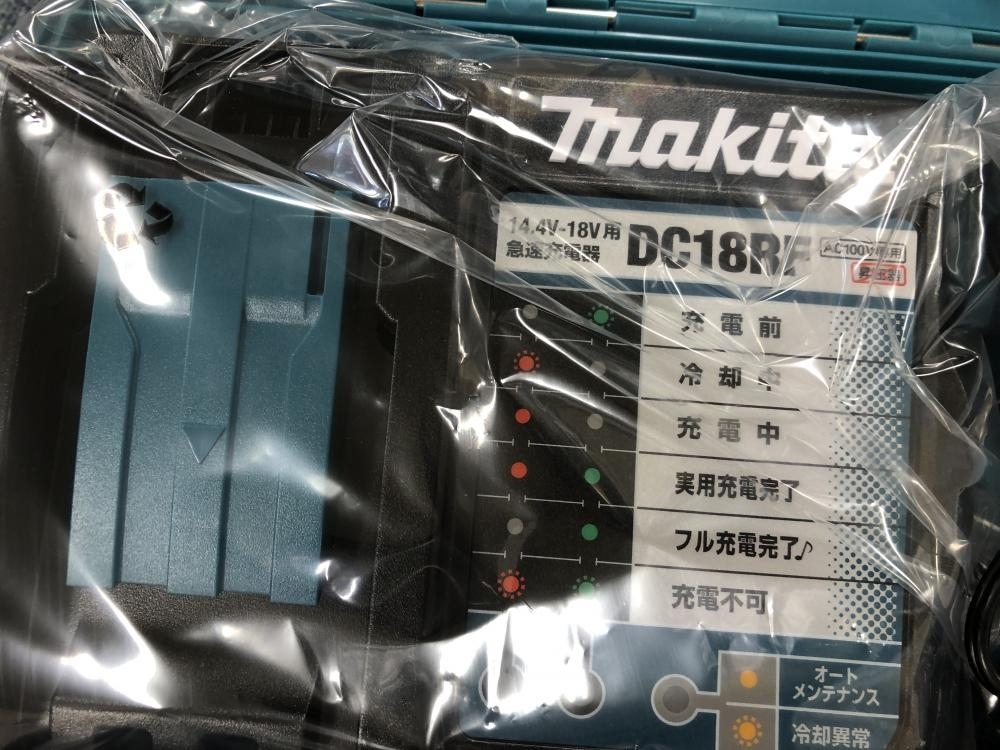 makita
14.4V-18V用
急速充電器
DC18RF
AC100V専用
昇圧器
充電前
冷却中
充電中
実用充電完了
フル充電完了♪
充電不可
オート
メンテナンス
冷却異常